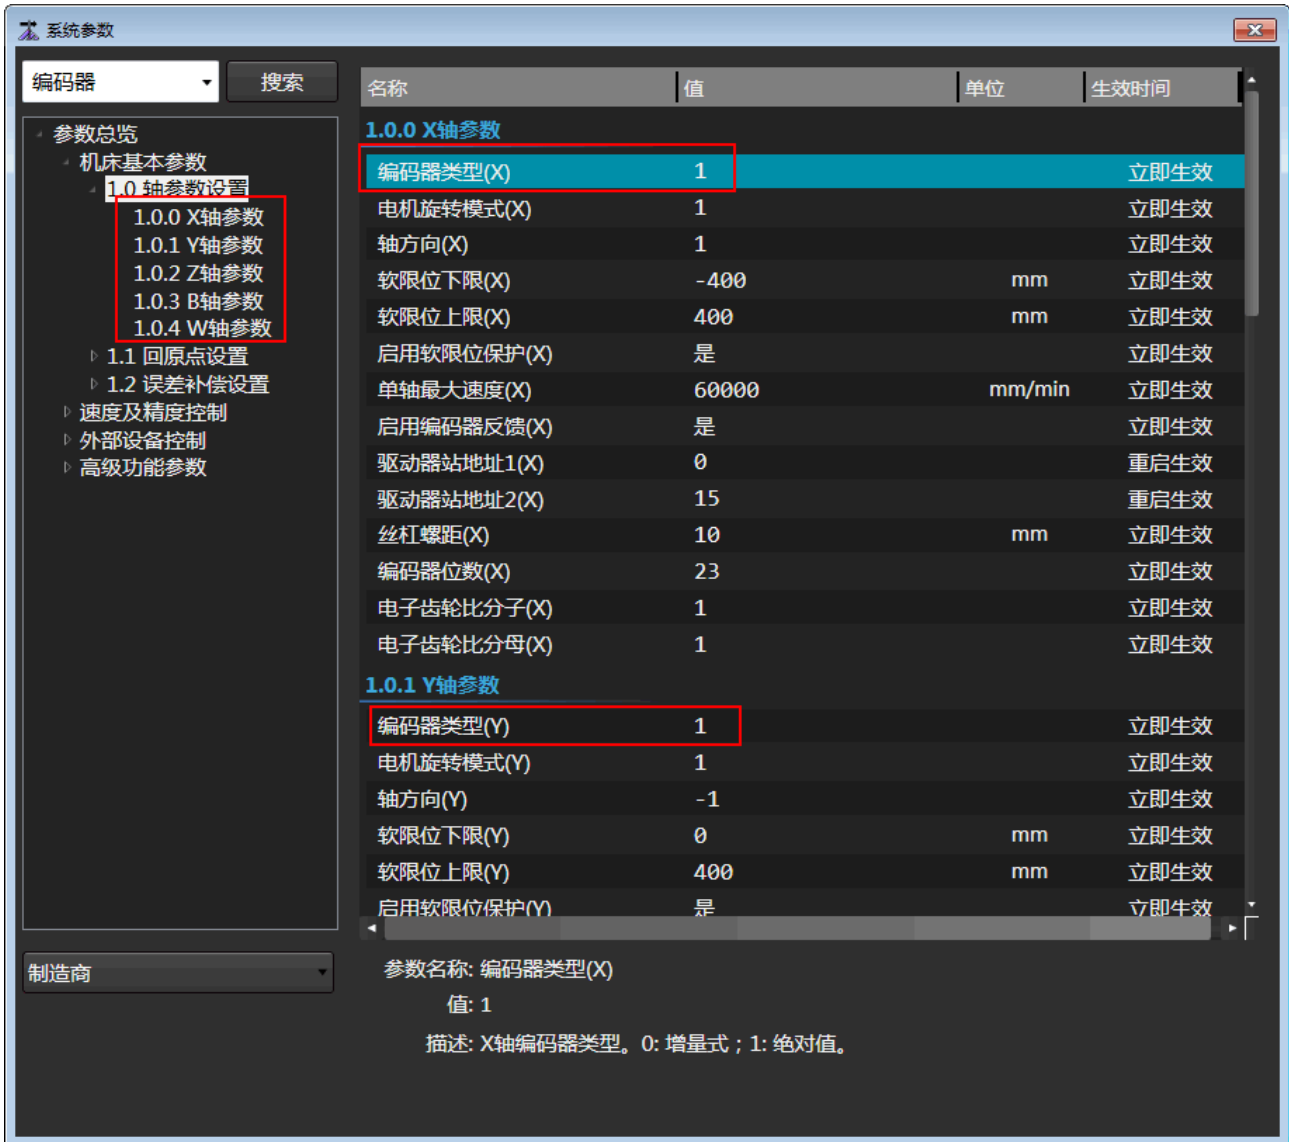 系统参数
编码器 搜索
参数总览
机床基本参数
1.0 轴参数设置
1.0.0 X轴参数
1.0.1 Y轴参数
1.0.2 Z轴参数
1.0.3 B轴参数
1.0.4 W轴参数
1.1 回原点设置
1.2 误差补偿设置
速度及精度控制
外部设备控制
高级功能参数
制造商
名称 值 单位 生效时间
1.0.0 X轴参数
编码器类型(X) 1 立即生效
电机旋转模式(X) 1 立即生效
轴方向(X) 1 立即生效
软限位下限(X) -400 mm 立即生效
软限位上限(X) 400 mm 立即生效
启用软限位保护(X) 是 立即生效
单轴最大速度(X) 60000 mm/min 立即生效
启用编码器反馈(X) 是 立即生效
驱动器站地址1(X) 0 重启生效
驱动器站地址2(X) 15 重启生效
丝杠螺距(X) 10 mm 立即生效
编码器位数(X) 23 立即生效
电子齿轮比分子(X) 1 立即生效
电子齿轮比分母(X) 1 立即生效
1.0.1 Y轴参数
编码器类型(Y) 1 立即生效
电机旋转模式(Y) 1 立即生效
轴方向(Y) -1 立即生效
软限位下限(Y) 0 mm 立即生效
软限位上限(Y) 400 mm 立即生效
启用软限位保护(Y) 是 立即生效
参数名称: 编码器类型(X)
值: 1
描述: X轴编码器类型。0: 增量式；1: 绝对值。